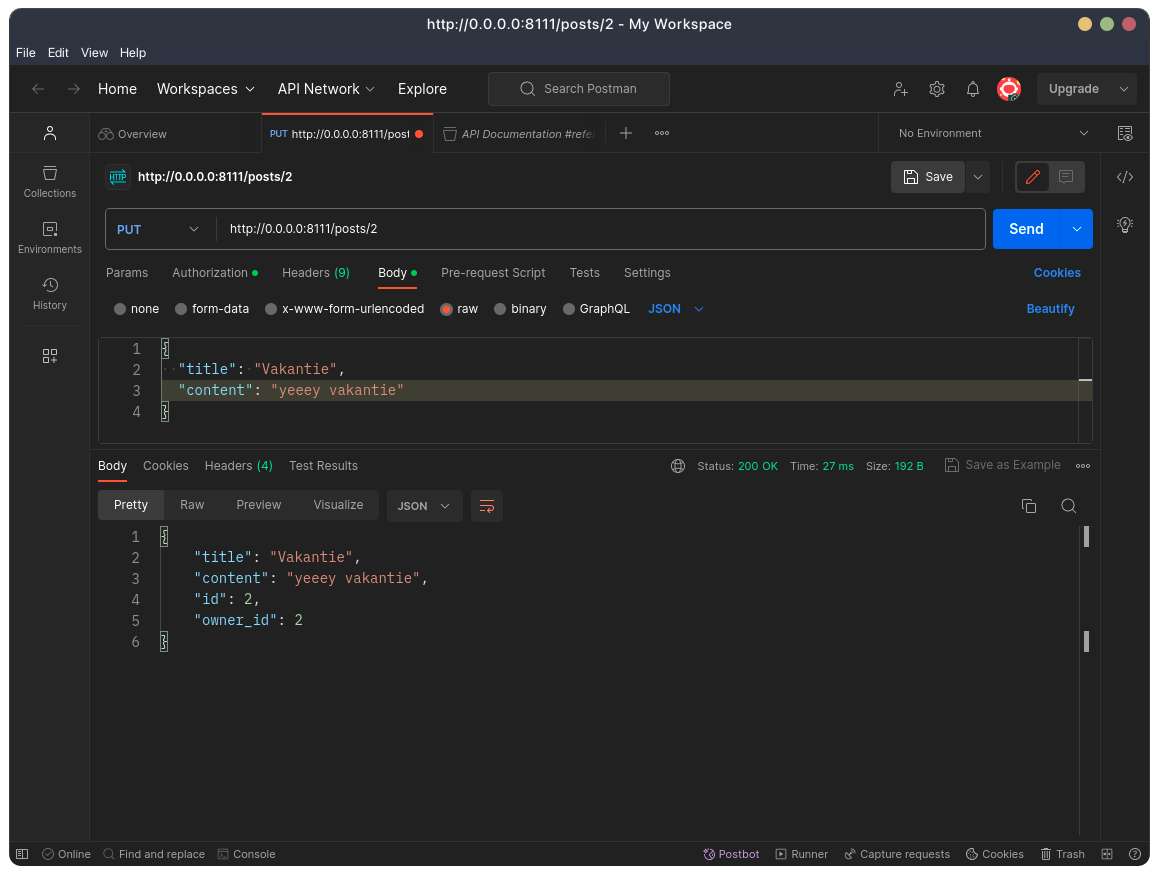 http://0.0.0.0:8111/posts/2 - My Workspace
File Edit View Help
Home Workspaces API Network Explore Search Postman Upgrade
Overview PUT http://0.0.0.0:8111/post API Documentation #refe No Environment
HTTP http://0.0.0.0:8111/posts/2 Save
Collections
Environments
History
PUT http://0.0.0.0:8111/posts/2 Send
Params Authorization Headers (9) Body Pre-request Script Tests Settings Cookies
none form-data x-www-form-urlencoded raw binary GraphQL JSON Beautify
1 {
2 "title": "Vakantie",
3 "content": "yeeey vakantie"
4 }
Body Cookies Headers (4) Test Results Status: 200 OK Time: 27 ms Size: 192 B Save as Example
Pretty Raw Preview Visualize JSON
1 {
2 "title": "Vakantie",
3 "content": "yeeey vakantie",
4 "id": 2,
5 "owner_id": 2
6 }
Online Find and replace Console Postbot Runner Capture requests Cookies Trash